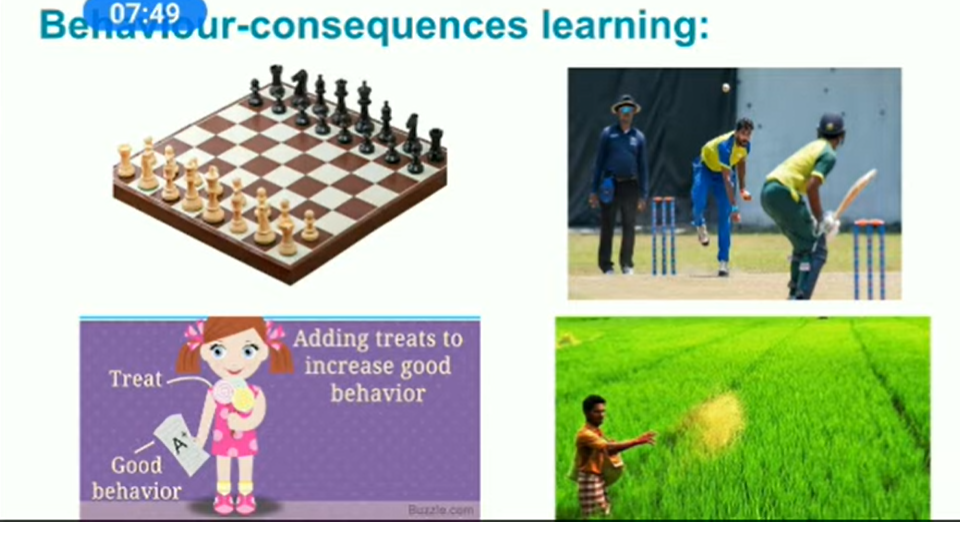 07:49
Behaviour-consequences learning:
Adding treats to
increase good
behavior
Treat
A+
Good
behavior
Buzzle.com